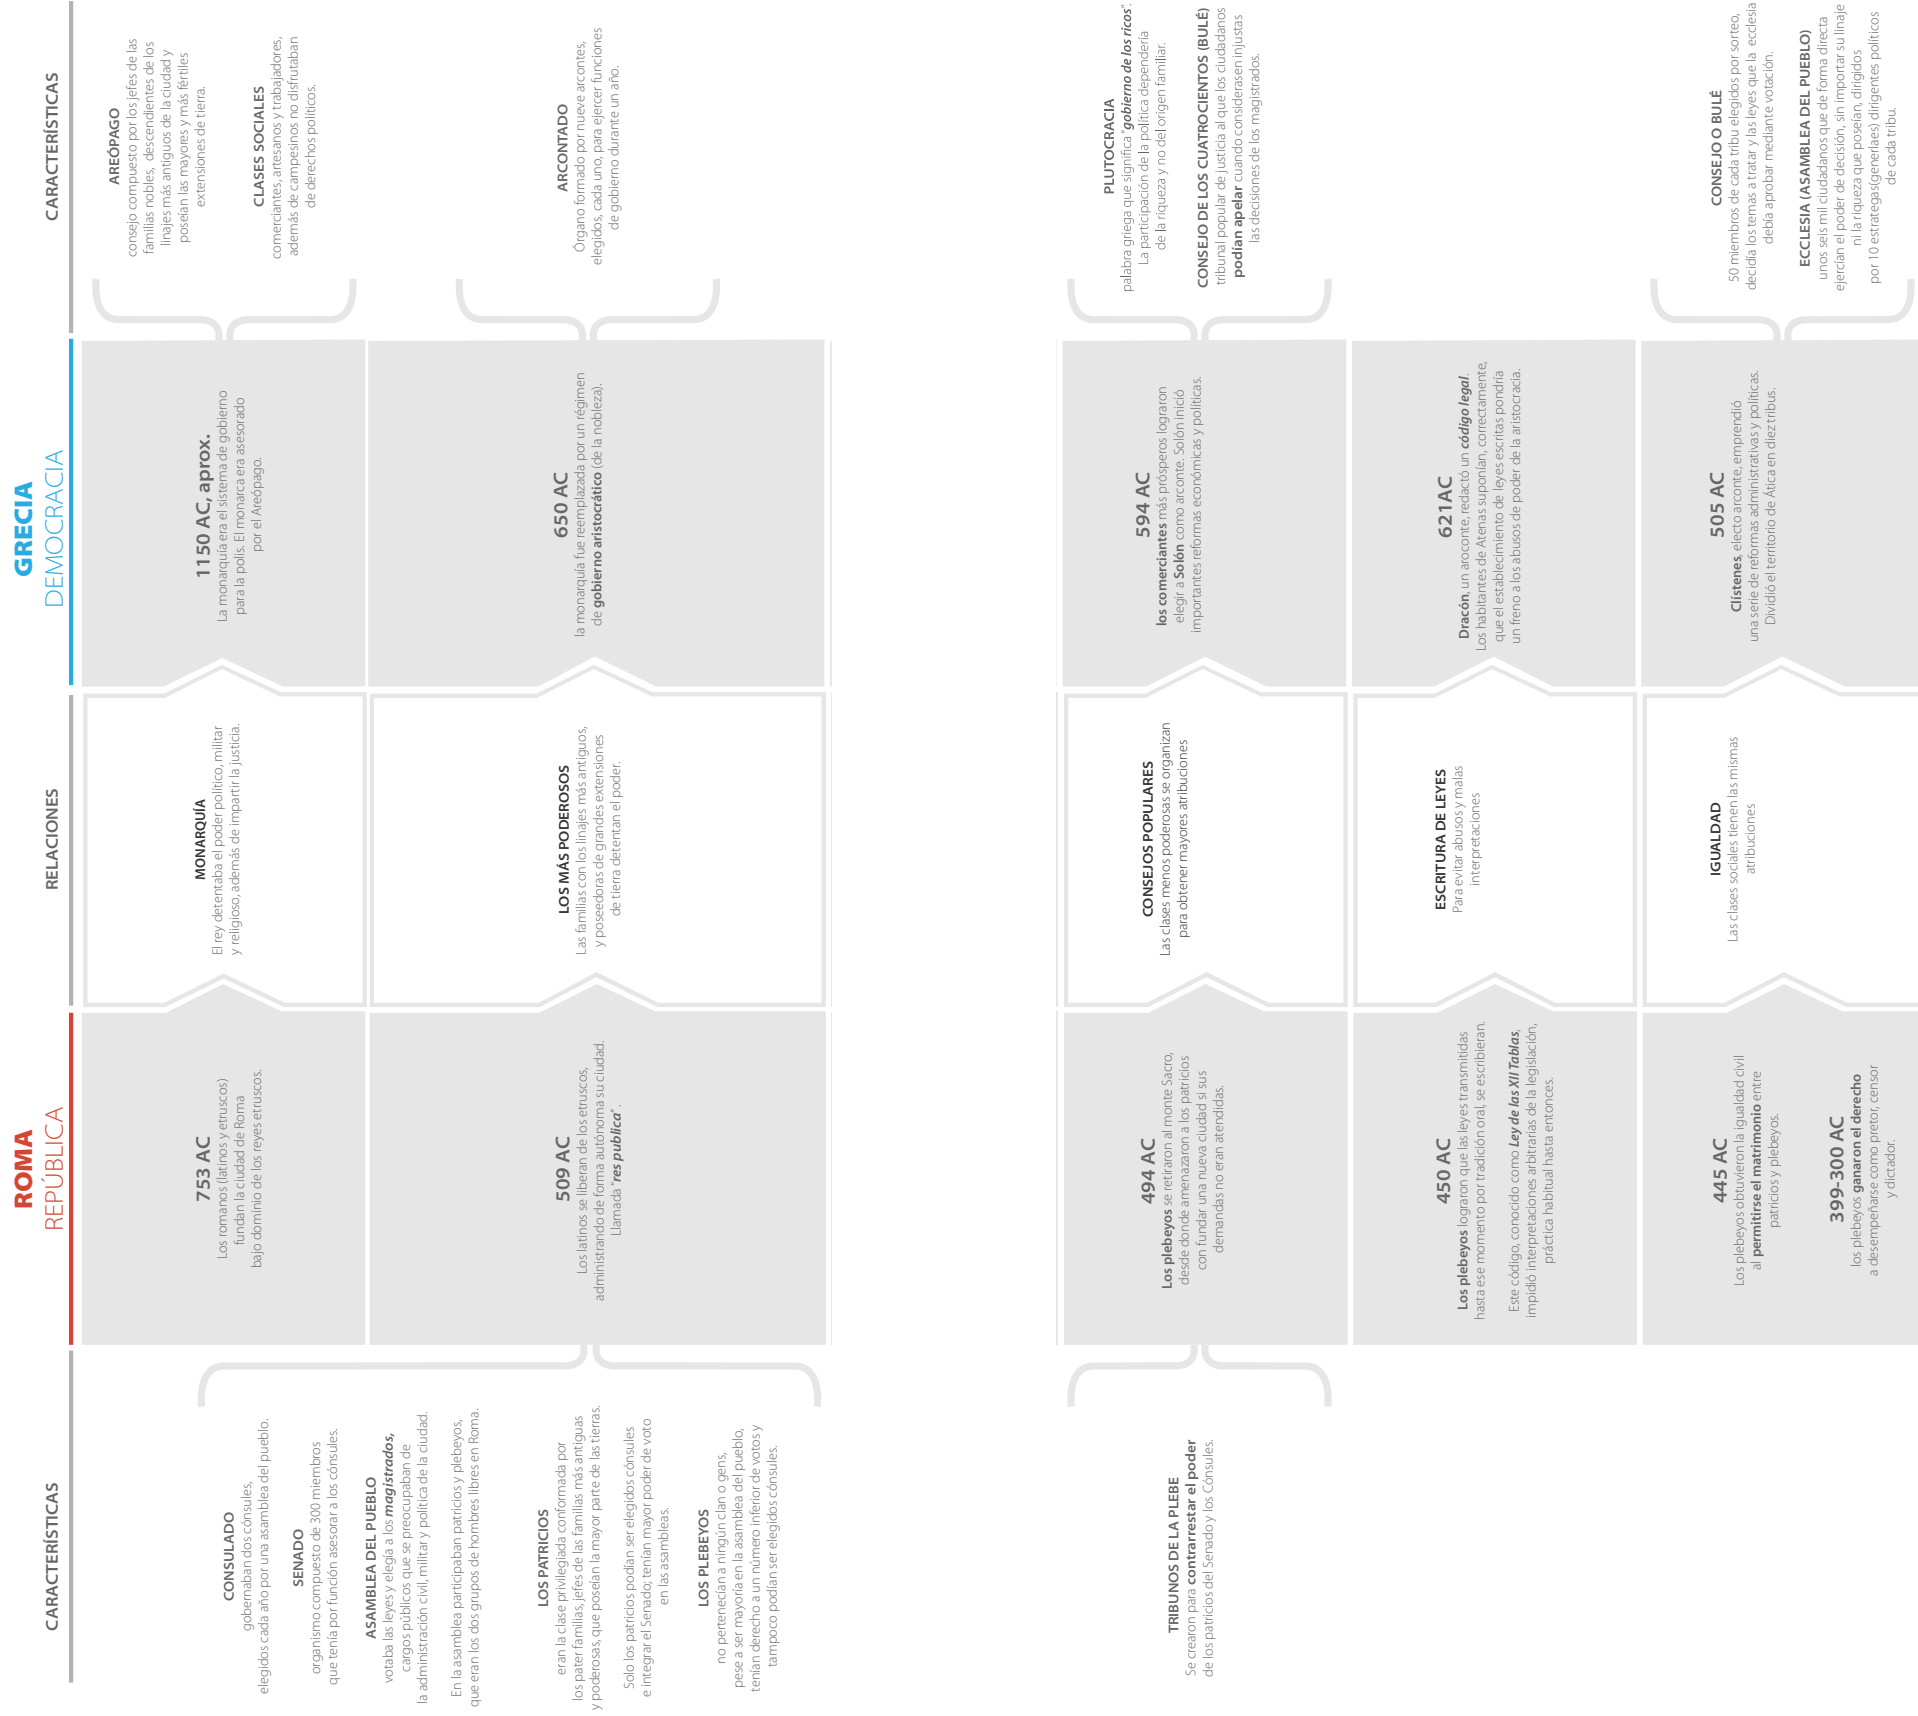 CARACTERÍSTICAS
ROMA
REPÚBLICA
RELACIONES
GRECIA
DEMOCRACIA
CARACTERÍSTICAS
753 AC
Los romanos (latinos y etruscos)
fundan la ciudad de Roma
bajo dominio de los reyes etruscos.
MONARQUÍA
El rey detentaba el poder político, militar
y religioso, además de impartir la justicia.
1150 AC, aprox.
La monarquía era el sistema de gobierno
para la polis. El monarca era asesorado
por el Areópago.
AREÓPAGO
consejo compuesto por los jefes de las
familias nobles, descendientes de los
linajes más antiguos de la ciudad y
poseían las mayores y más fértiles
extensiones de tierra.
CLASES SOCIALES
comerciantes, artesanos y trabajadores,
además de campesinos no disfrutaban
de derechos políticos.
CONSULADO
gobernaban dos cónsules,
elegidos cada año por una asamblea del pueblo.
SENADO
organismo compuesto de 300 miembros
que tenía por función asesorar a los cónsules.
ASAMBLEA DEL PUEBLO
votaba las leyes y elegía a los magistrados,
cargos públicos que se preocupaban de
la administración civil, militar y política de la ciudad.
En la asamblea participaban patricios y plebeyos,
que eran los dos grupos de hombres libres en Roma.
LOS PATRICIOS
eran la clase privilegiada conformada por
los pater familias, jefes de las familias más antiguas
y poderosas, que poseían la mayor parte de las tierras.
Solo los patricios podían ser elegidos cónsules
e integrar el Senado; tenían mayor poder de voto
en las asambleas.
LOS PLEBEYOS
no pertenecían a ningún clan o gens,
pese a ser mayoría en la asamblea del pueblo,
tenían derecho a un número inferior de votos y
tampoco podían ser elegidos cónsules.
509 AC
Los latinos se liberan de los etruscos,
administrando de forma autónoma su ciudad.
Llamada "res publica".
LOS MÁS PODEROSOS
Las familias con los linajes más antiguos,
y poseedoras de grandes extensiones
de tierra detentan el poder.
650 AC
la monarquía fue reemplazada por un régimen
de gobierno aristocrático (de la nobleza).
ARCONTADO
Órgano formado por nueve arcontes,
elegidos, cada uno, para ejercer funciones
de gobierno durante un año.
TRIBUNOS DE LA PLEBE
Se crearon para contrarrestar el poder
de los patricios del Senado y los Cónsules.
494 AC
Los plebeyos se retiraron al monte Sacro,
desde donde amenazaron a los patricios
con fundar una nueva ciudad si sus
demandas no eran atendidas.
CONSEJOS POPULARES
Las clases menos poderosas se organizan
para obtener mayores atribuciones
594 AC
los comerciantes más prósperos lograron
elegir a Solón como arconte. Solón inició
importantes reformas económicas y políticas.
PLUTOCRACIA
palabra griega que significa "gobierno de los ricos".
La participación de la política dependería
de la riqueza y no del origen familiar.
CONSEJO DE LOS CUATROCIENTOS (BULÉ)
tribunal popular de justicia al que los ciudadanos
podían apelar cuando considerasen injustas
las decisiones de los magistrados.
450 AC
Los plebeyos lograron que las leyes transmitidas
hasta ese momento por tradición oral, se escribieran.
Este código, conocido como Ley de las XII Tablas,
impidió interpretaciones arbitrarias de la legislación,
práctica habitual hasta entonces.
ESCRITURA DE LEYES
Para evitar abusos y malas
interpretaciones
621AC
Dracón, un aroconte, redactó un código legal.
Los habitantes de Atenas suponían, correctamente,
que el establecimiento de leyes escritas pondría
un freno a los abusos de poder de la aristocracia.
445 AC
Los plebeyos obtuvieron la igualdad civil
al permitirse el matrimonio entre
patricios y plebeyos.
399-300 AC
los plebeyos ganaron el derecho
a desempeñarse como pretor, censor
y dictador.
IGUALDAD
Las clases sociales tienen las mismas
atribuciones
505 AC
Clístenes, electo arconte, emprendió
una serie de reformas administrativas y políticas.
Dividió el territorio de Ática en diez tribus.
CONSEJO O BULÉ
50 miembros de cada tribu elegidos por sorteo,
decidía los temas a tratar y las leyes que la ecclesia
debía aprobar mediante votación.
ECCLESIA (ASAMBLEA DEL PUEBLO)
unos seis mil ciudadanos que de forma directa
ejercían el poder de decisión, sin importar su linaje
ni la riqueza que poseían, dirigidos
por 10 estrategas(generlaes) dirigentes políticos
de cada tribu.